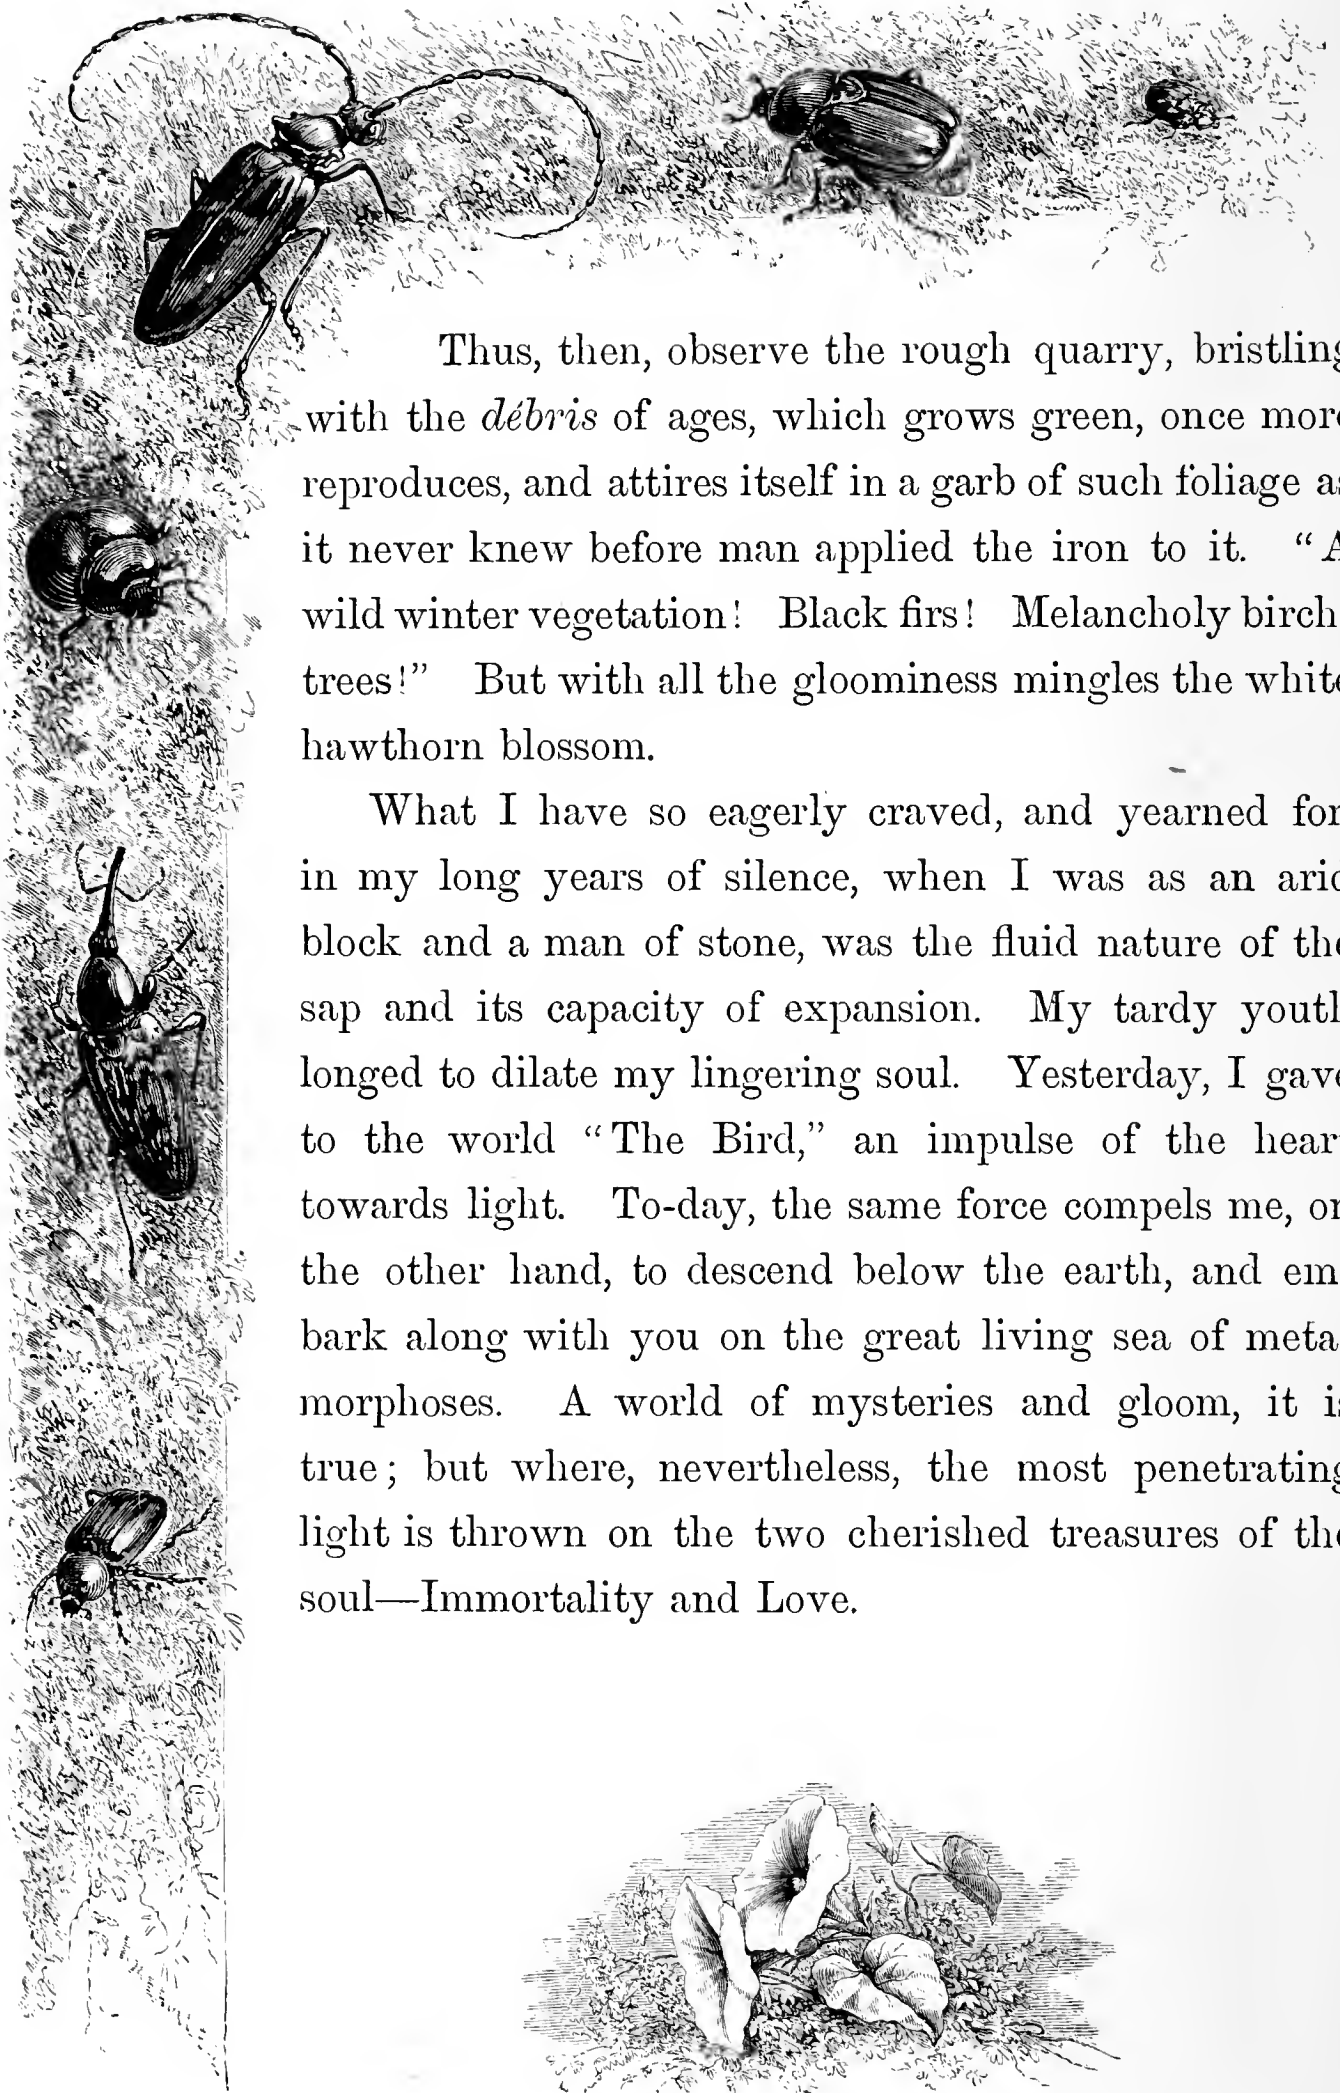 Thus, then, observe the rough quarry, bristling
with the débris of ages, which grows green, once more
reproduces, and attires itself in a garb of such foliage as
it never knew before man applied the iron to it. “A
wild winter vegetation! Black firs! Melancholy birch-
trees!” But with all the gloominess mingles the white
hawthorn blossom.
What I have so eagerly craved, and yearned for
in my long years of silence, when I was as an arid
block and a man of stone, was the fluid nature of the
sap and its capacity of expansion. My tardy youth
longed to dilate my lingering soul. Yesterday, I gave
to the world “The Bird,” an impulse of the heart
towards light. To-day, the same force compels me, on
the other hand, to descend below the earth, and em-
bark along with you on the great living sea of meta-
morphoses. A world of mysteries and gloom, it is
true; but where, nevertheless, the most penetrating
light is thrown on the two cherished treasures of the
soul—Immortality and Love.